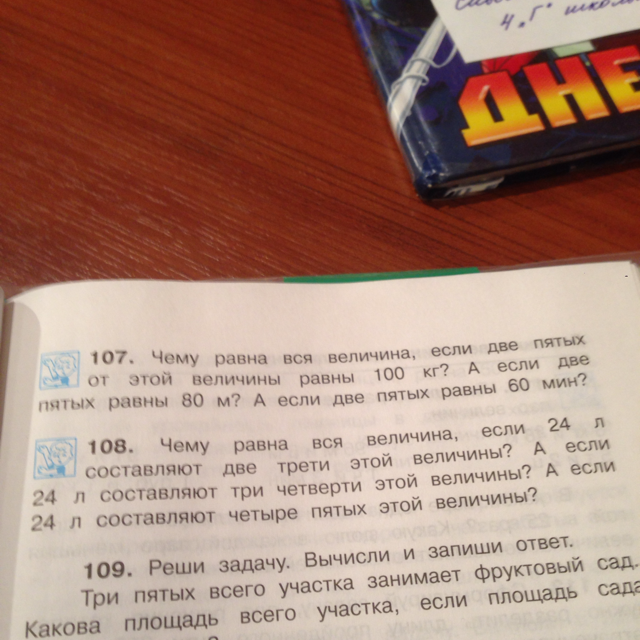 4 "Г" школ
ДНЕ
107. Чему равна вся величина, если две пятых
от этой величины равны 100 кг? А если две
пятых равны 80 м? А если две пятых равны 60 мин?
108. Чему равна вся величина, если 24 л
составляют две трети этой величины? А если
24 л составляют три четверти этой величины? А если
24 л составляют четыре пятых этой величины?
109. Реши задачу. Вычисли и запиши ответ.
Три пятых всего участка занимает фруктовый сад.
Какова площадь всего участка, если площадь сада